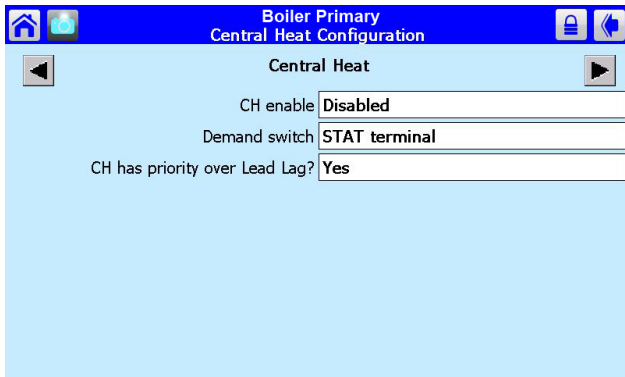 Boiler Primary
Central Heat Configuration
Central Heat
CH enable Disabled
Demand switch STAT terminal
CH has priority over Lead Lag? Yes